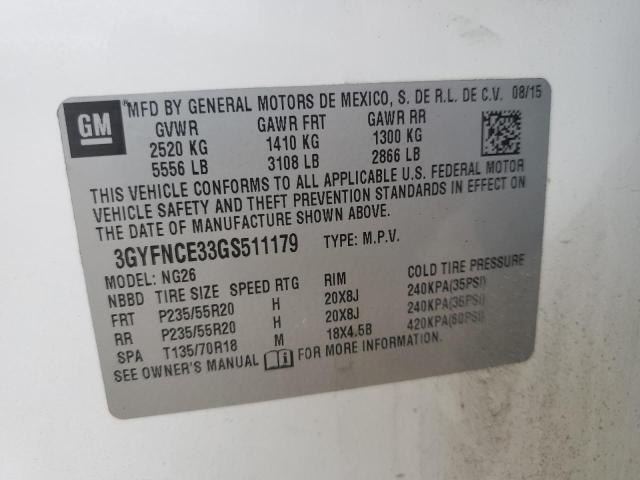 GM
MFD BY GENERAL MOTORS DE MEXICO, S. DE R.L. DE C.V. 08/15
GVWR GAWR FRT GAWR RR
2520 KG 1410 KG 1300 KG
5556 LB 3108 LB 2866 LB
THIS VEHICLE CONFORMS TO ALL APPLICABLE U.S. FEDERAL MOTOR
VEHICLE SAFETY AND THEFT PREVENTION STANDARDS IN EFFECT ON
THE DATE OF MANUFACTURE SHOWN ABOVE.
3GYFNCE33GS511179 TYPE: M.P.V.
MODEL: NG26
NBBD TIRE SIZE SPEED RTG RIM COLD TIRE PRESSURE
FRT P235/55R20 H 20X8J 240KPA(35PSI)
RR P235/55R20 H 20X8J 240KPA(35PSI)
SPA T135/70R18 M 18X4.5B 420KPA(60PSI)
SEE OWNER'S MANUAL FOR MORE INFORMATION.